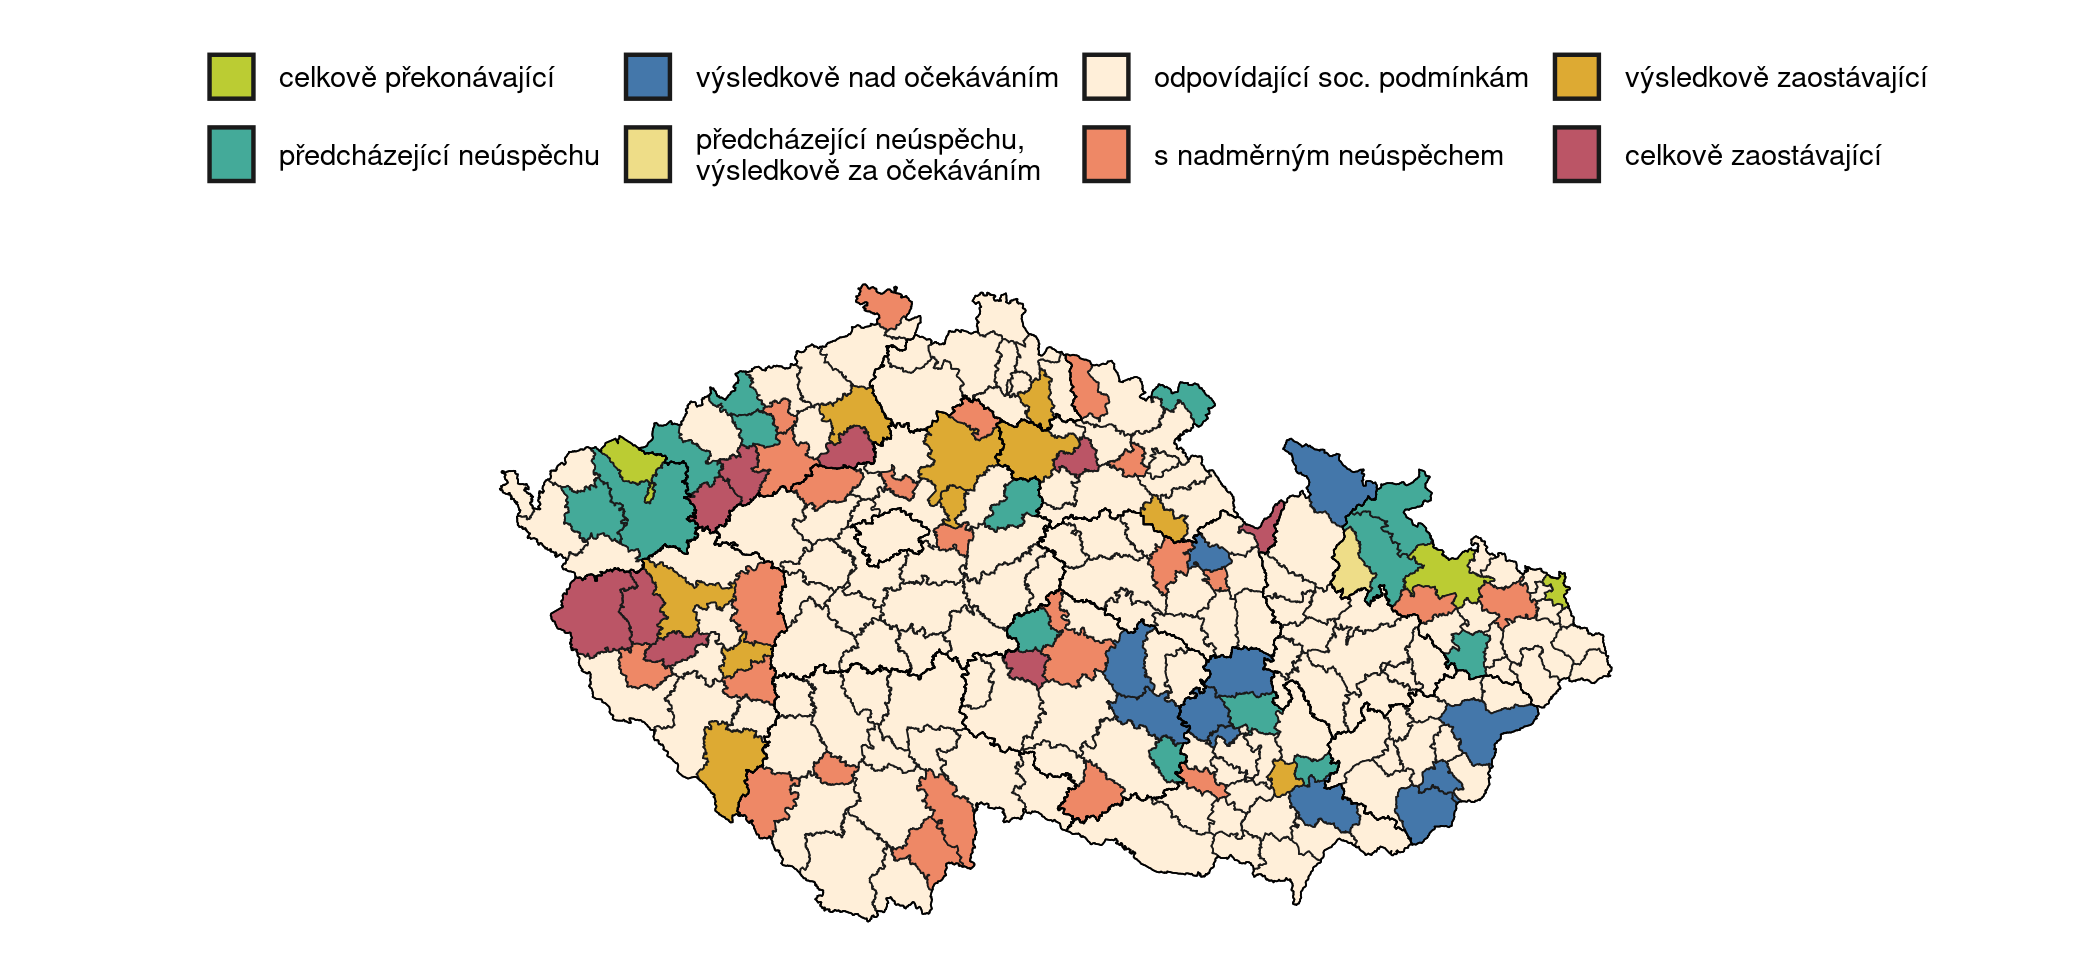 celkově překonávající
výsledkově nad očekáváním
odpovídající soc. podmínkám
výsledkově zaostávající
předcházející neúspěchu
předcházející neúspěchu,
výsledkově za očekáváním
s nadměrným neúspěchem
celkově zaostávající